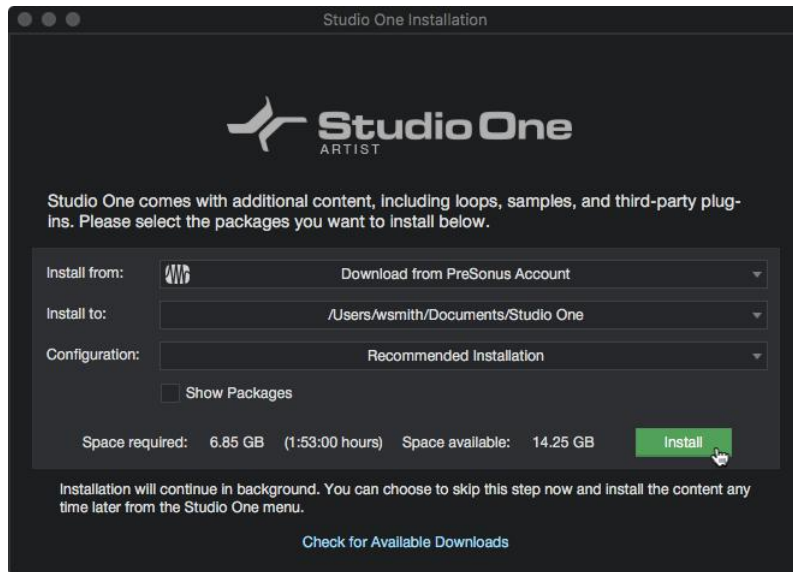 Studio One Installation
Studio One
ARTIST
Studio One comes with additional content, including loops, samples, and third-party plug-
ins. Please select the packages you want to install below.
Install from: Download from PreSonus Account
Install to: /Users/wsmith/Documents/Studio One
Configuration: Recommended Installation
Show Packages
Space required: 6.85 GB (1:53:00 hours) Space available: 14.25 GB Install
Installation will continue in background. You can choose to skip this step now and install the content any
time later from the Studio One menu.
Check for Available Downloads